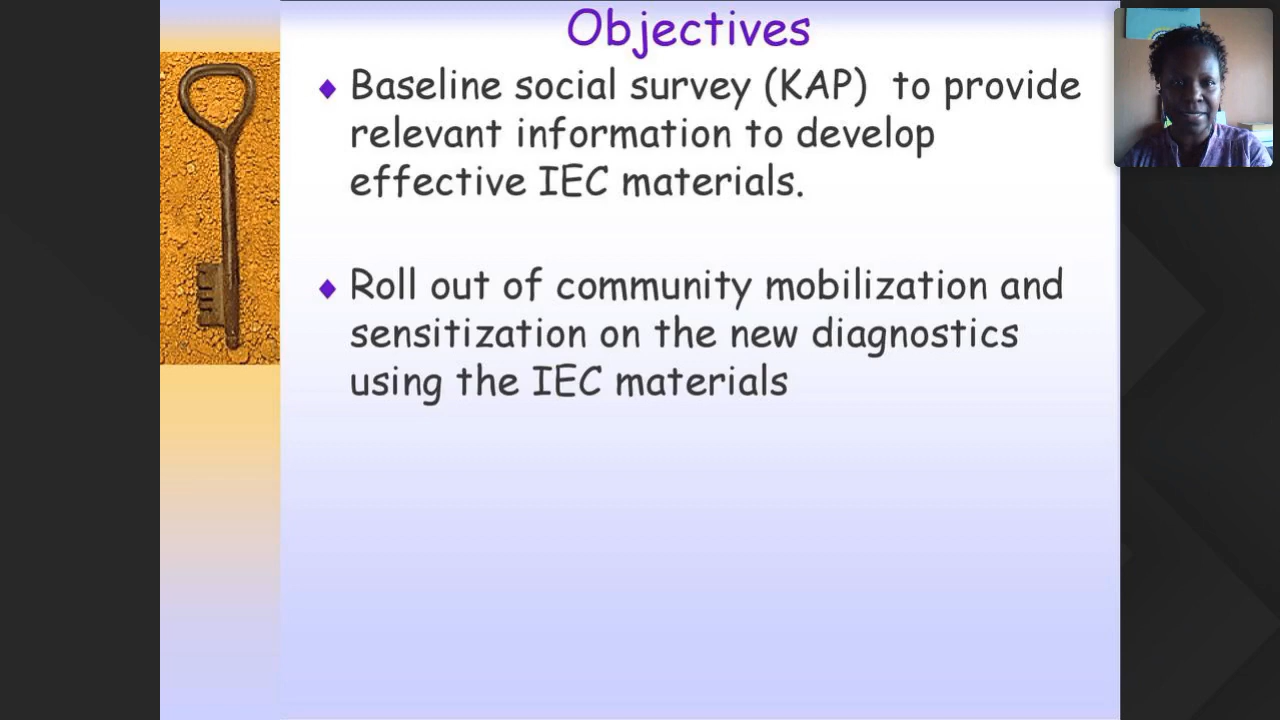 Objectives
♦ Baseline social survey (KAP)  to provide
relevant information to develop
effective IEC materials.
♦ Roll out of community mobilization and
sensitization on the new diagnostics
using the IEC materials